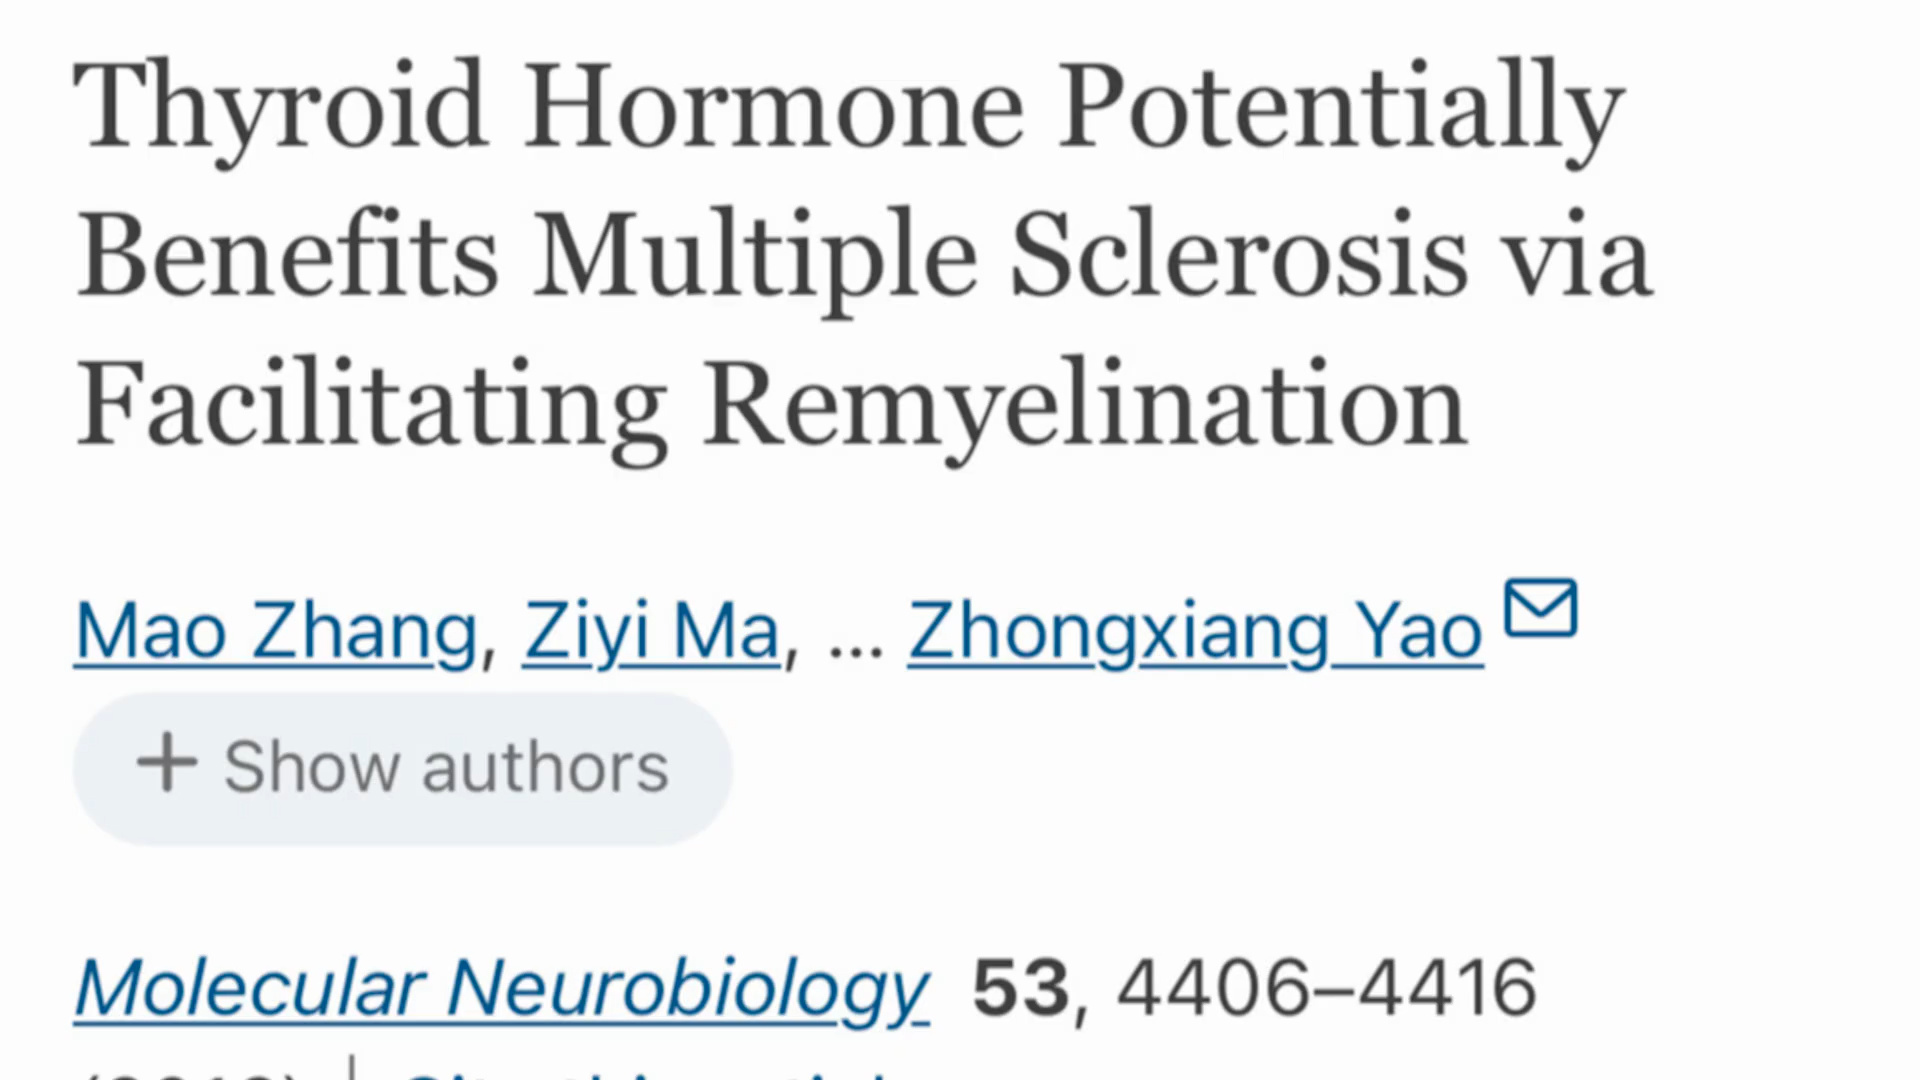 Thyroid Hormone Potentially
Benefits Multiple Sclerosis via
Facilitating Remyelination
Mao Zhang, Ziyi Ma, ... Zhongxiang Yao
+ Show authors
Molecular Neurobiology 53, 4406–4416